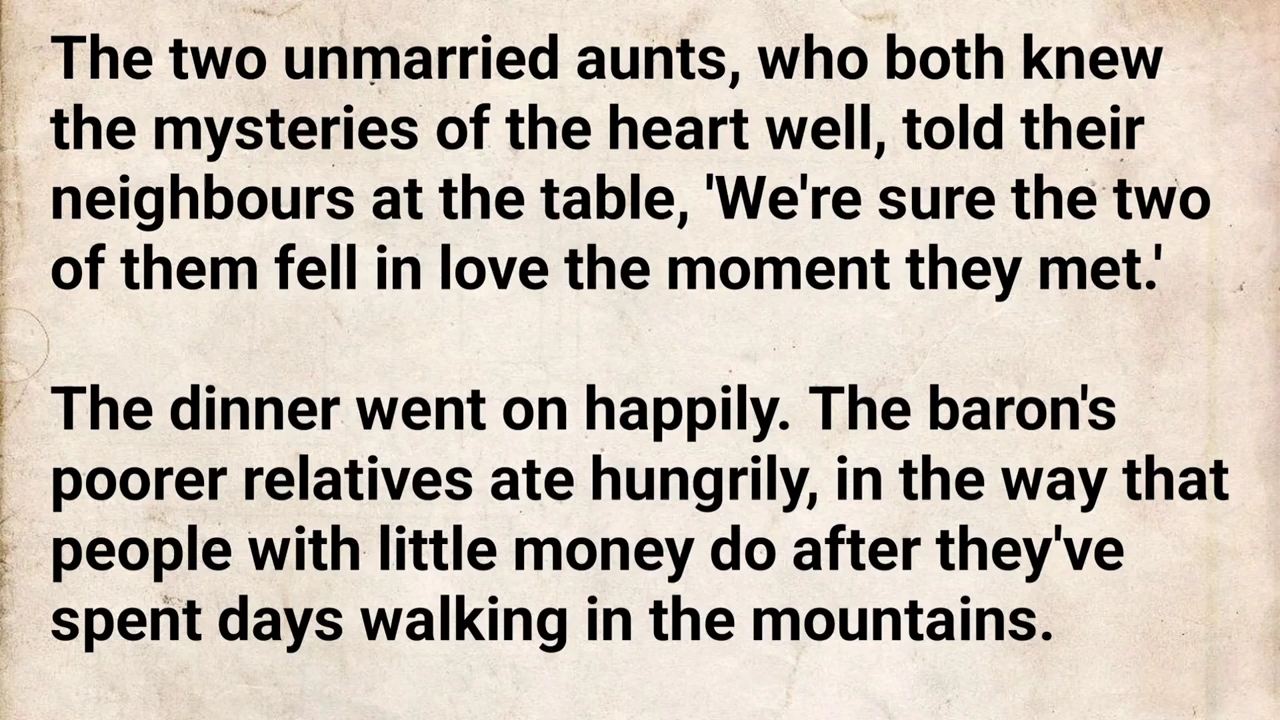 The two unmarried aunts, who both knew
the mysteries of the heart well, told their
neighbours at the table, 'We're sure the two
of them fell in love the moment they met.'
The dinner went on happily. The baron's
poorer relatives ate hungrily, in the way that
people with little money do after they've
spent days walking in the mountains.